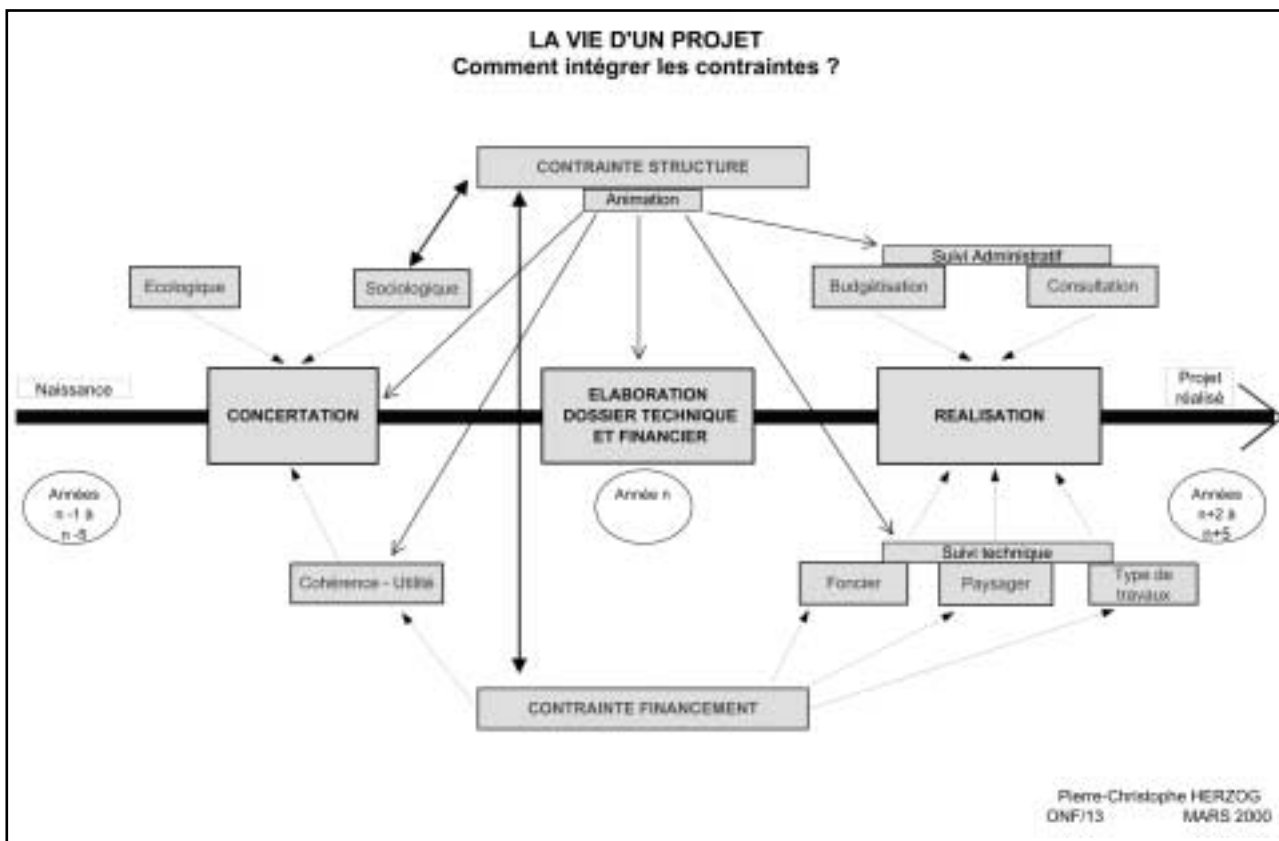 LA VIE D'UN PROJET
Comment intégrer les contraintes ?
CONTRAINTE STRUCTURE
Animation
Suivi Administratif
Ecologique
Sociologique
Budgétisation
Consultation
Naissance
CONCERTATION
ELABORATION
DOSSIER TECHNIQUE
ET FINANCIER
REALISATION
Projet
réalisé
Années
n -1 à
n -5
Année n
Années
n+2 à
n+5
Suivi technique
Cohérence - Utilité
Foncier
Paysager
Type de
travaux
CONTRAINTE FINANCEMENT
Pierre-Christophe HERZOG
ONF/13 MARS 2000